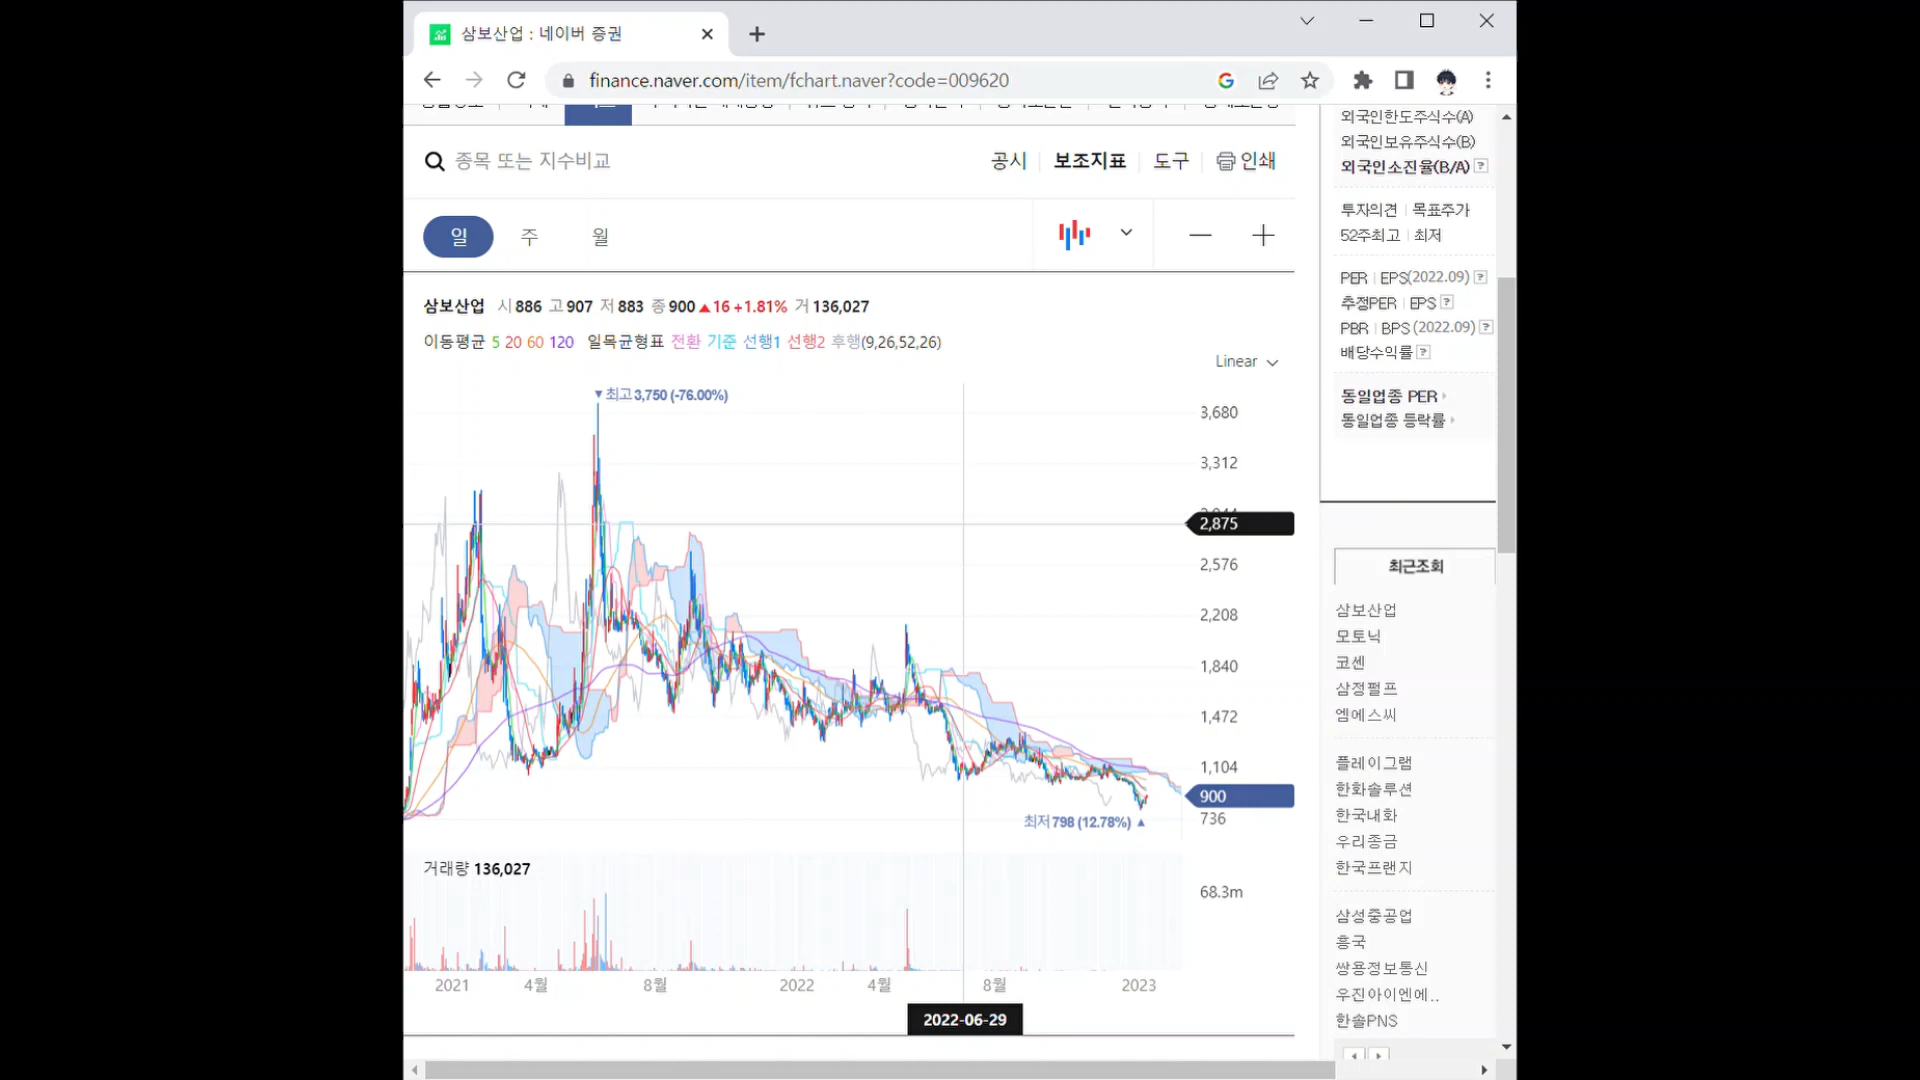 삼보산업 : 네이버 증권
finance.naver.com/item/fchart.naver?code=009620
종목 또는 지수비교
공시 보조지표 도구 인쇄
일 주 월
삼보산업 시 886 고 907 저 883 종 900 ▲16 +1.81% 거 136,027
이동평균 5 20 60 120 일목균형표 전환 기준 선행1 선행2 후행(9,26,52,26)
Linear
▼최고 3,750 (-76.00%)
3,680
3,312
2,875
2,576
2,208
1,840
1,472
1,104
900
736
최저 798 (12.78%) ▲
거래량 136,027
68.3m
2021 4월 8월 2022 4월 8월 2023
2022-06-29
외국인한도주식수(A)
외국인보유주식수(B)
외국인소진율(B/A) ?
투자의견 | 목표주가
52주최고 | 최저
PER | EPS(2022.09) ?
추정PER | EPS ?
PBR | BPS (2022.09) ?
배당수익률 ?
동일업종 PER
동일업종 등락률
최근조회
삼보산업
모토닉
코센
삼정펄프
엠에스씨
플레이그램
한화솔루션
한국내화
우리종금
한국프랜지
삼성중공업
흥국
쌍용정보통신
우진아이엔에..
한솔PNS